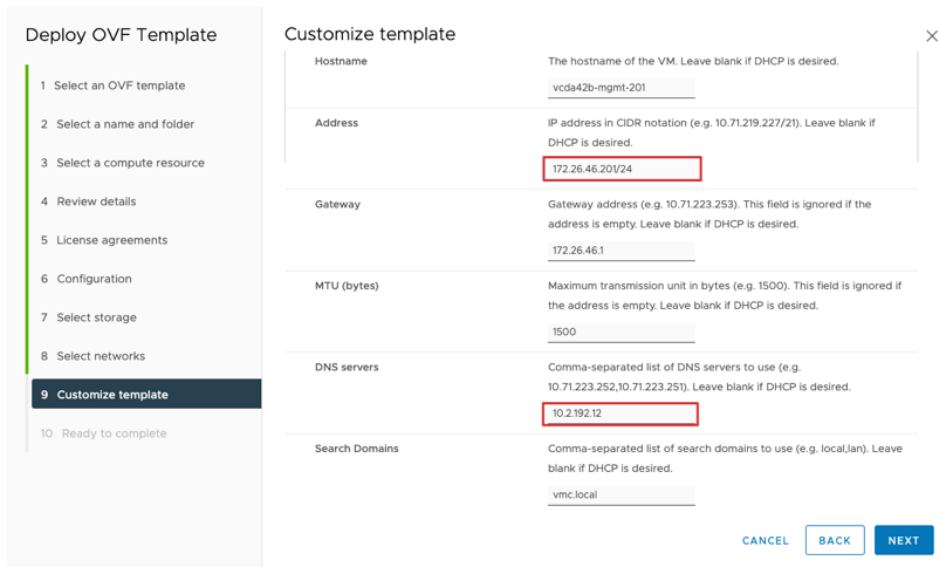 Deploy OVF Template
1 Select an OVF template
2 Select a name and folder
3 Select a compute resource
4 Review details
5 License agreements
6 Configuration
7 Select storage
8 Select networks
9 Customize template
10 Ready to complete
Customize template
Hostname
The hostname of the VM. Leave blank if DHCP is desired.
vcda42b-mgmt-201
Address
IP address in CIDR notation (e.g. 10.71.219.227/21). Leave blank if
DHCP is desired.
172.26.46.201/24
Gateway
Gateway address (e.g. 10.71.223.253). This field is ignored if the
address is empty. Leave blank if DHCP is desired.
172.26.46.1
MTU (bytes)
Maximum transmission unit in bytes (e.g. 1500). This field is ignored if
the address is empty. Leave blank if DHCP is desired.
1500
DNS servers
Comma-separated list of DNS servers to use (e.g.
10.71.223.252,10.71.223.251). Leave blank if DHCP is desired.
10.2.192.12
Search Domains
Comma-separated list of search domains to use (e.g. local,lan). Leave
blank if DHCP is desired.
vmc.local
CANCEL
BACK
NEXT